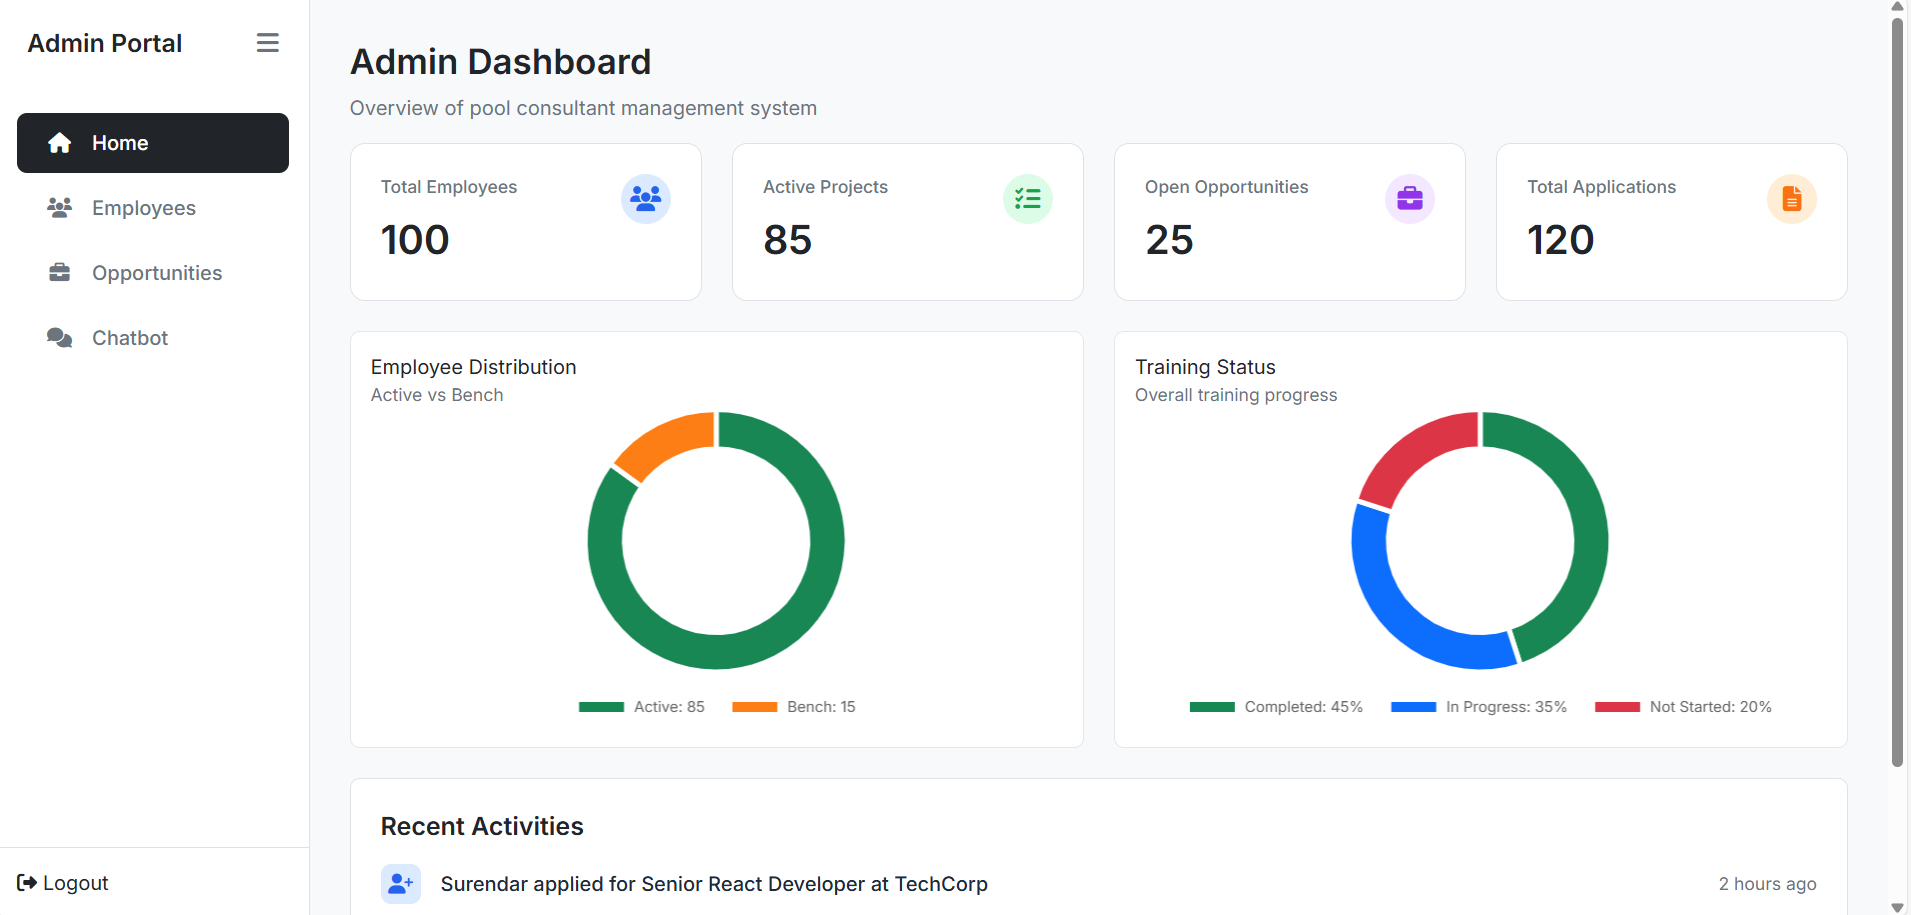 Admin Portal
Home
Employees
Opportunities
Chatbot
Logout
Admin Dashboard
Overview of pool consultant management system
Total Employees
100
Active Projects
85
Open Opportunities
25
Total Applications
120
Employee Distribution
Active vs Bench
Active: 85
Bench: 15
Training Status
Overall training progress
Completed: 45%
In Progress: 35%
Not Started: 20%
Recent Activities
Surendar applied for Senior React Developer at TechCorp
2 hours ago